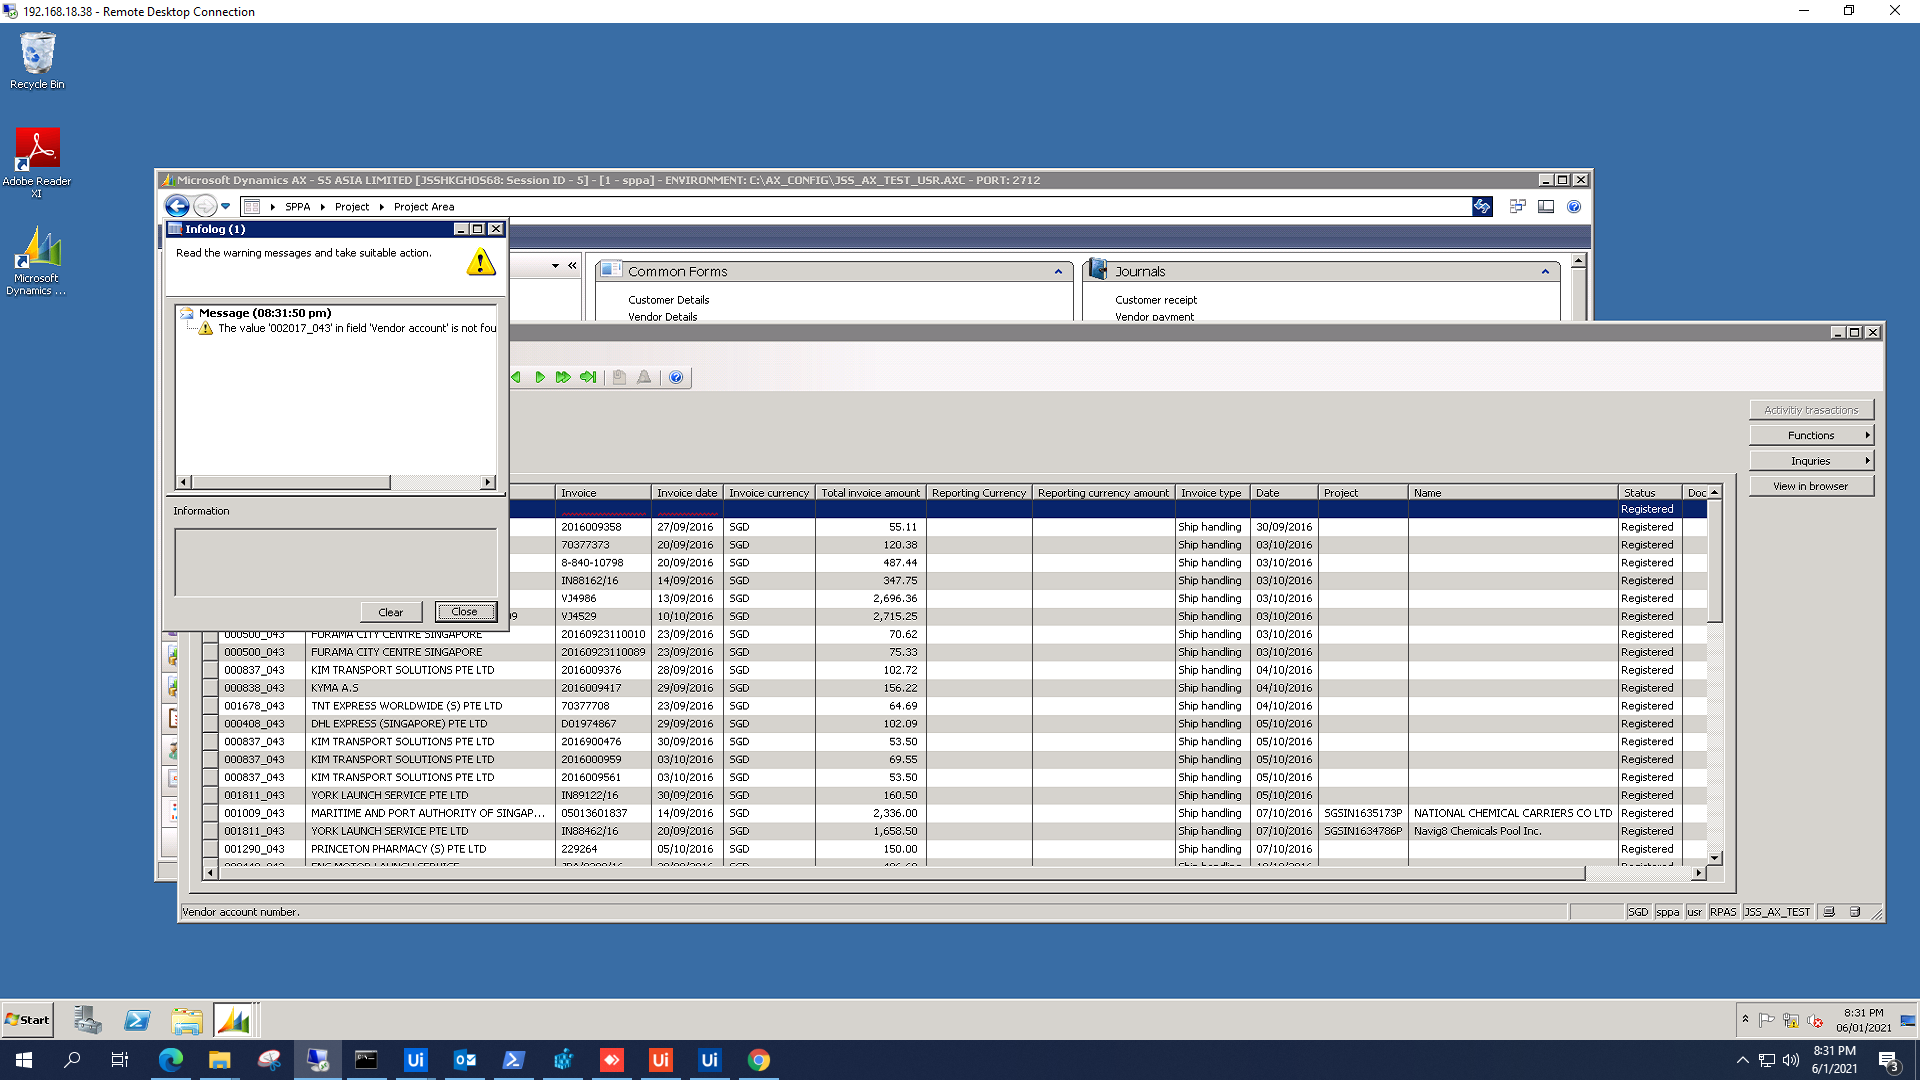 192.168.18.38 - Remote Desktop Connection
Recycle Bin
Adobe Reader
XI
Microsoft
Dynamics ...
Microsoft Dynamics AX - S5 ASIA LIMITED [JSSHKGHOS68: Session ID - 5] - [1 - sppa] - ENVIRONMENT: C:\AX_CONFIG\JSS_AX_TEST_USR.AXC - PORT: 2712
SPPA Project Project Area
Infolog (1)
Read the warning messages and take suitable action.
Message (08:31:50 pm)
The value '002017_043' in field 'Vendor account' is not fou
Information
Clear Close
Common Forms
Customer Details
Vendor Details
Journals
Customer receipt
Vendor payment
Activitiy trasactions
Functions
Inquries
View in browser
Invoice Invoice date Invoice currency Total invoice amount Reporting Currency Reporting currency amount Invoice type Date Project Name Status Doc
Registered
2016009358 27/09/2016 SGD 55.11 Ship handling 30/09/2016 Registered
70377373 20/09/2016 SGD 120.38 Ship handling 03/10/2016 Registered
8-840-10798 20/09/2016 SGD 487.44 Ship handling 03/10/2016 Registered
IN88162/16 14/09/2016 SGD 347.75 Ship handling 03/10/2016 Registered
VJ4986 13/09/2016 SGD 2,696.36 Ship handling 03/10/2016 Registered
VJ4529 10/10/2016 SGD 2,715.25 Ship handling 03/10/2016 Registered
000500_043 FURAMA CITY CENTRE SINGAPORE 20160923110010 23/09/2016 SGD 70.62 Ship handling 03/10/2016 Registered
000500_043 FURAMA CITY CENTRE SINGAPORE 20160923110089 23/09/2016 SGD 75.33 Ship handling 03/10/2016 Registered
000837_043 KIM TRANSPORT SOLUTIONS PTE LTD 2016009376 28/09/2016 SGD 102.72 Ship handling 04/10/2016 Registered
000838_043 KYMA A.S 2016009417 29/09/2016 SGD 156.22 Ship handling 04/10/2016 Registered
001678_043 TNT EXPRESS WORLDWIDE (S) PTE LTD 70377708 23/09/2016 SGD 64.69 Ship handling 04/10/2016 Registered
000408_043 DHL EXPRESS (SINGAPORE) PTE LTD D01974867 29/09/2016 SGD 102.09 Ship handling 05/10/2016 Registered
000837_043 KIM TRANSPORT SOLUTIONS PTE LTD 2016900476 30/09/2016 SGD 53.50 Ship handling 05/10/2016 Registered
000837_043 KIM TRANSPORT SOLUTIONS PTE LTD 2016000959 03/10/2016 SGD 69.55 Ship handling 05/10/2016 Registered
000837_043 KIM TRANSPORT SOLUTIONS PTE LTD 2016009561 03/10/2016 SGD 53.50 Ship handling 05/10/2016 Registered
001811_043 YORK LAUNCH SERVICE PTE LTD IN89122/16 30/09/2016 SGD 160.50 Ship handling 05/10/2016 Registered
001009_043 MARITIME AND PORT AUTHORITY OF SINGAP... 05013601837 14/09/2016 SGD 2,336.00 Ship handling 07/10/2016 SGSIN1635173P NATIONAL CHEMICAL CARRIERS CO LTD Registered
001811_043 YORK LAUNCH SERVICE PTE LTD IN88462/16 20/09/2016 SGD 1,658.50 Ship handling 07/10/2016 SGSIN1634786P Navig8 Chemicals Pool Inc. Registered
001290_043 PRINCETON PHARMACY (S) PTE LTD 229264 05/10/2016 SGD 150.00 Ship handling 07/10/2016 Registered
Vendor account number. SGD sppa usr RPAS JSS_AX_TEST
Start
8:31 PM
06/01/2021
8:31 PM
6/1/2021
3